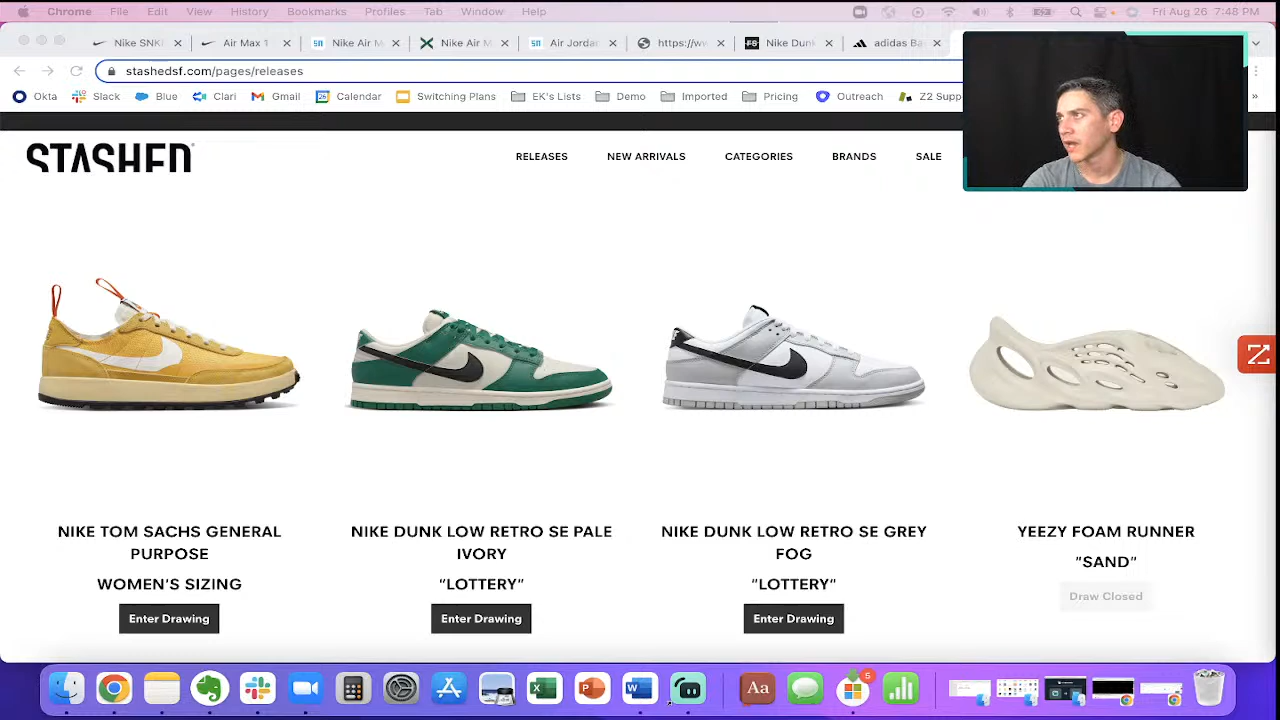 Chrome File Edit View History Bookmarks Profiles Tab Window Help Fri Aug 26 7:48 PM
Nike SNK Air Max 1 Nike Air M Nike Air M Air Jordan https://ww Nike Dunk adidas Ba
stashedsf.com/pages/releases
Okta Slack Blue Clari Gmail Calendar Switching Plans EK's Lists Demo Imported Pricing Outreach Z2 Supp »
STASHED
RELEASES NEW ARRIVALS CATEGORIES BRANDS SALE
NIKE TOM SACHS GENERAL
PURPOSE
WOMEN'S SIZING
Enter Drawing
NIKE DUNK LOW RETRO SE PALE
IVORY
"LOTTERY"
Enter Drawing
NIKE DUNK LOW RETRO SE GREY
FOG
"LOTTERY"
Enter Drawing
YEEZY FOAM RUNNER
"SAND"
Draw Closed
Aa
5